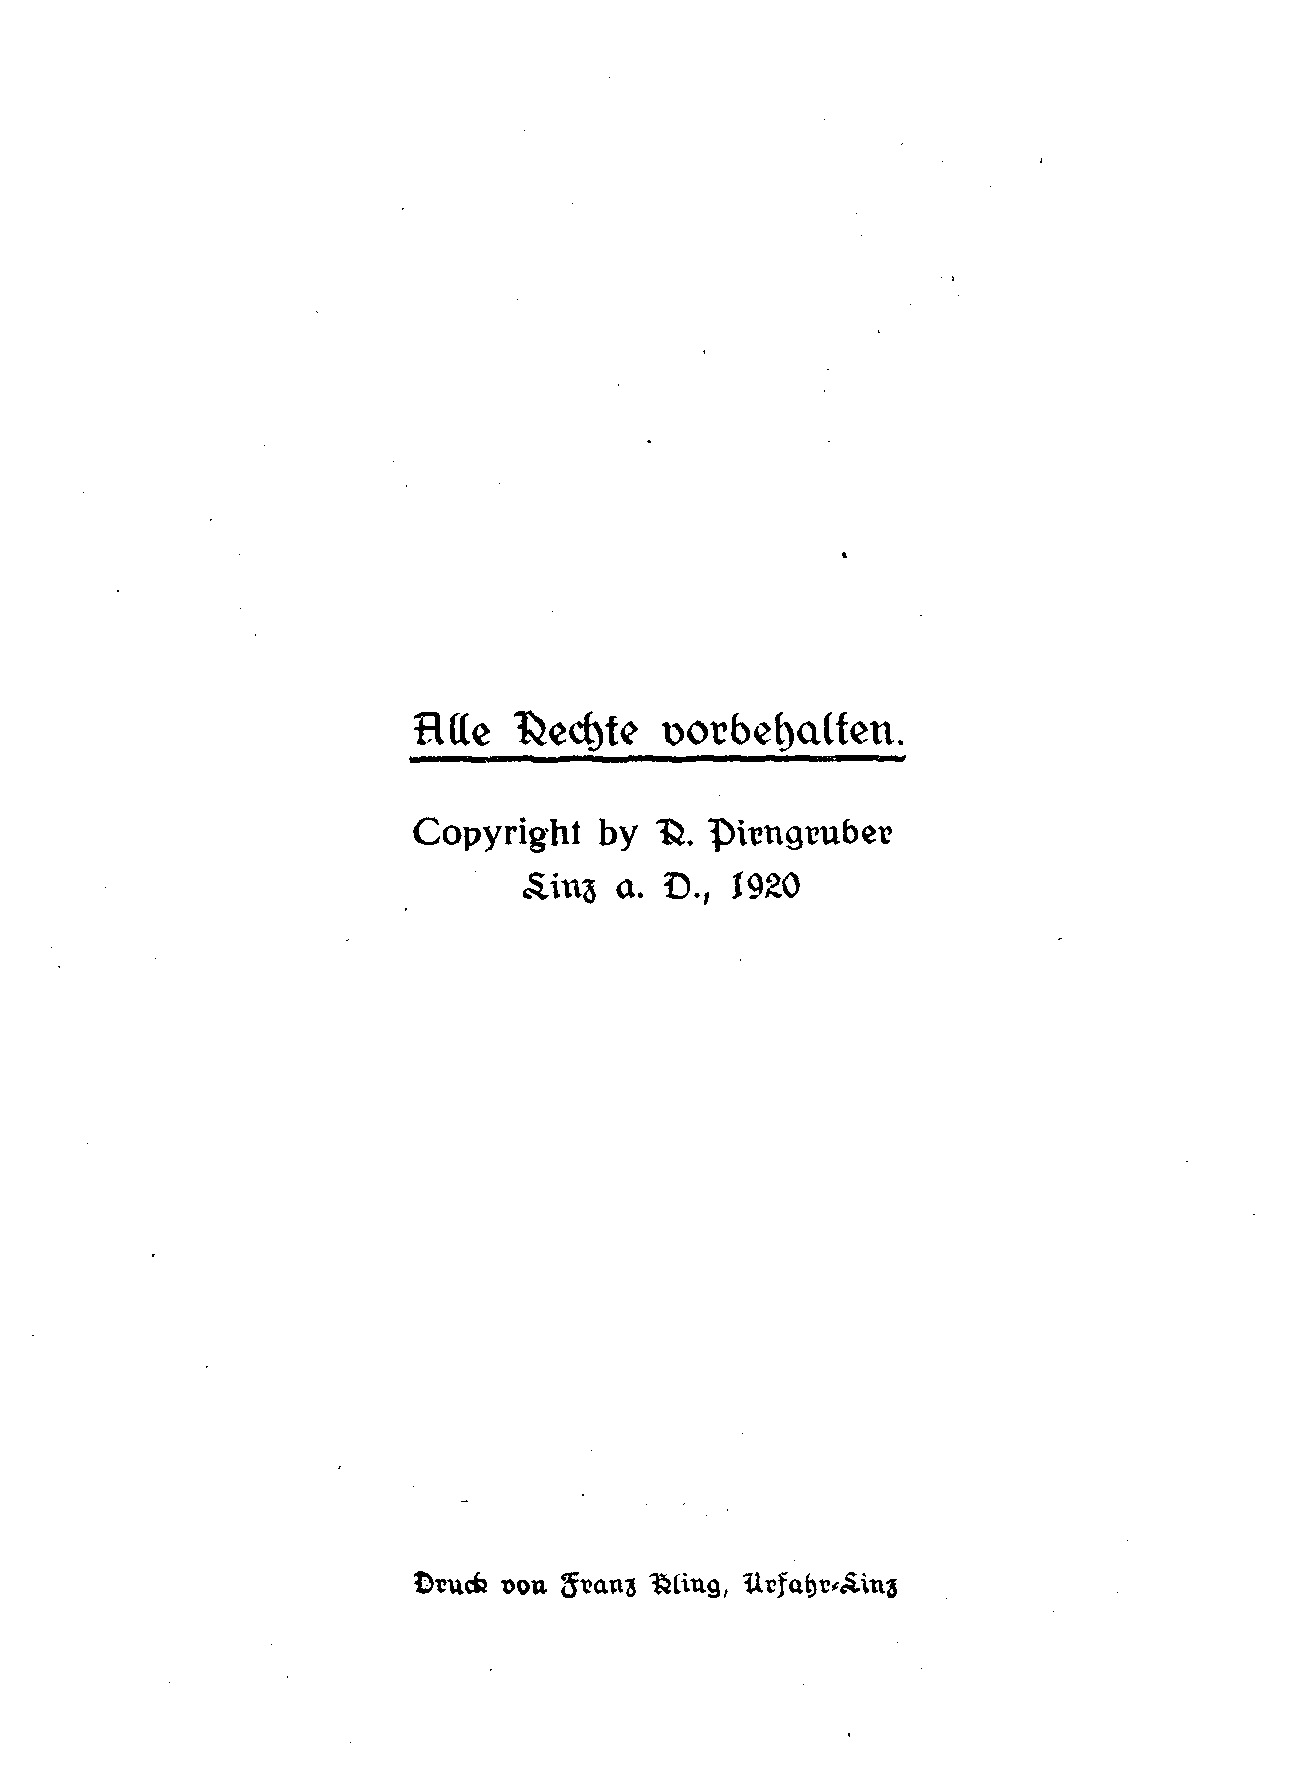 Alle Rechte vorbehalten.
Copyright by R. Pirngruber
Linz a. D., 1920
Druck von Franz Kling, Urfahr-Linz